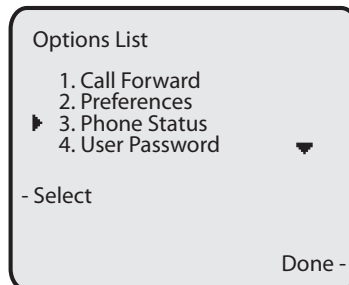 Options List
1. Call Forward
2. Preferences
3. Phone Status
4. User Password
- Select
Done -